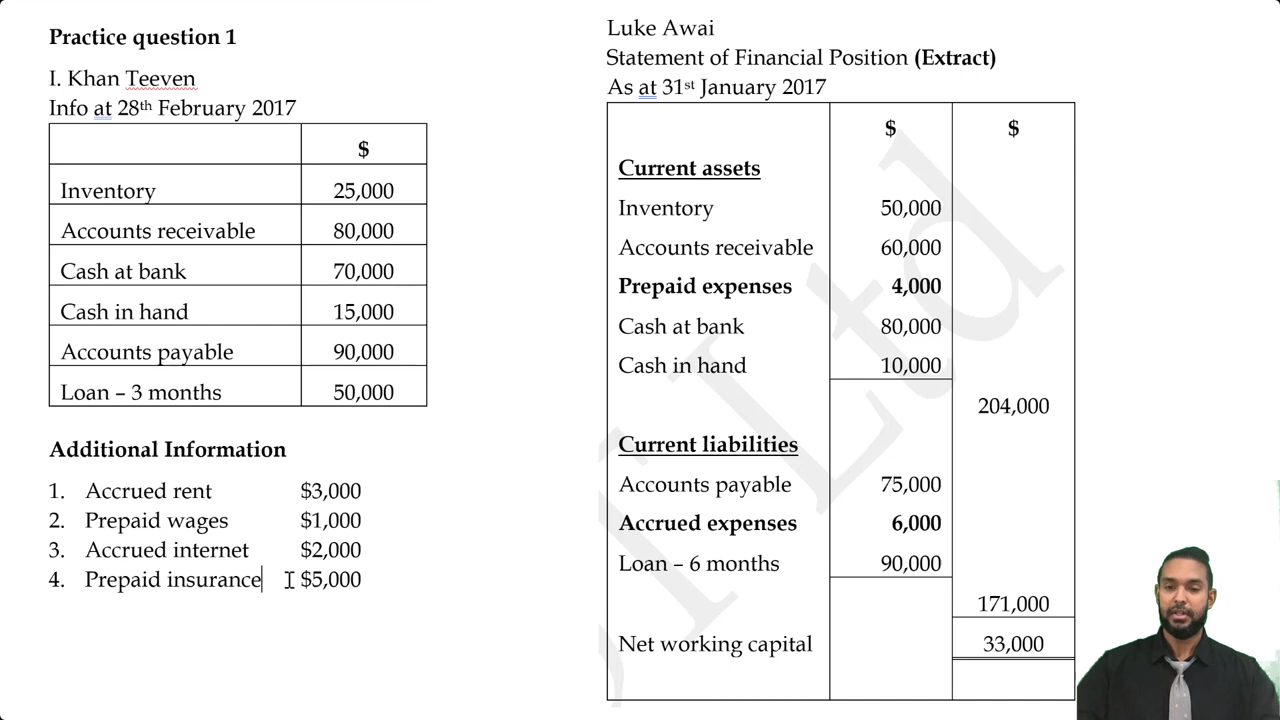 Practice question 1
I. Khan Teeven
Info at 28th February 2017
$
Inventory 25,000
Accounts receivable 80,000
Cash at bank 70,000
Cash in hand 15,000
Accounts payable 90,000
Loan – 3 months 50,000
Additional Information
1. Accrued rent $3,000
2. Prepaid wages $1,000
3. Accrued internet $2,000
4. Prepaid insurance $5,000
Luke Awai
Statement of Financial Position (Extract)
As at 31st January 2017
$ $
Current assets
Inventory 50,000
Accounts receivable 60,000
Prepaid expenses 4,000
Cash at bank 80,000
Cash in hand 10,000
204,000
Current liabilities
Accounts payable 75,000
Accrued expenses 6,000
Loan – 6 months 90,000
171,000
Net working capital 33,000
Ltd